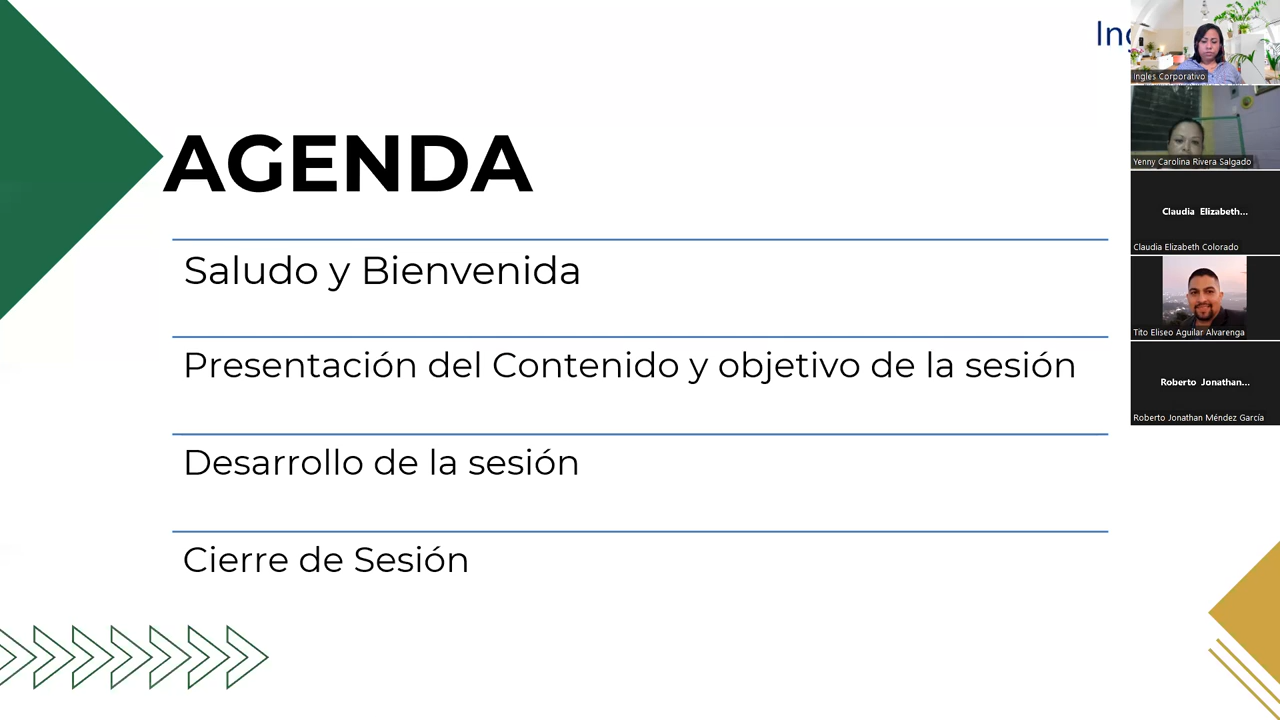 AGENDA
Saludo y Bienvenida
Presentación del Contenido y objetivo de la sesión
Desarrollo de la sesión
Cierre de Sesión
Ingles Corporativo
Yenny Carolina Rivera Salgado
Claudia Elizabeth...
Claudia Elizabeth Colorado
Tito Eliseo Aguilar Alvarenga
Roberto Jonathan...
Roberto Jonathan Méndez García